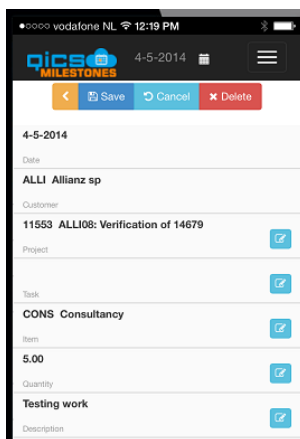 vodafone NL 12:19 PM
qics
MILESTONES
4-5-2014
Save Cancel Delete
4-5-2014
Date
ALLI Allianz sp
Customer
11553 ALLI08: Verification of 14679
Project
Task
CONS Consultancy
Item
5.00
Quantity
Testing work
Description